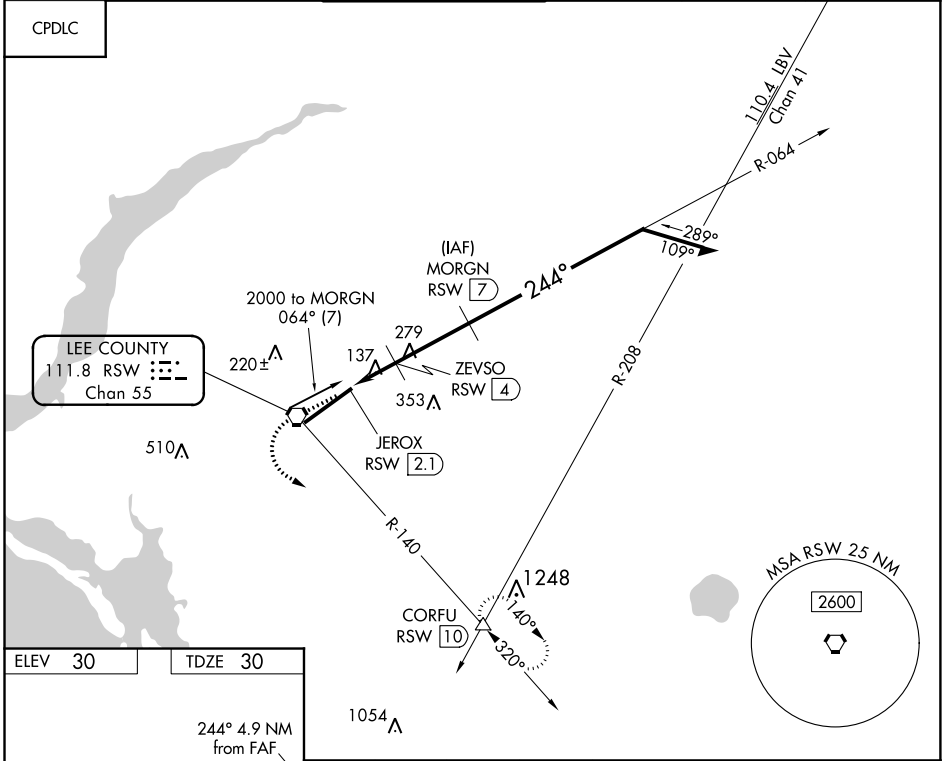 CPDLC
110.4 LBV
Chan 41
R-064
289°
109°
(IAF)
MORGN
RSW 7
244°
2000 to MORGN
064° (7)
279
137
220±
LEE COUNTY
111.8 RSW
Chan 55
ZEVSO
RSW 4
353
R-208
JEROX
RSW 2.1
510
R-140
MSA RSW 25 NM
2600
1248
CORFU
RSW 10
140°
320°
ELEV 30
TDZE 30
1054
244° 4.9 NM
from FAF